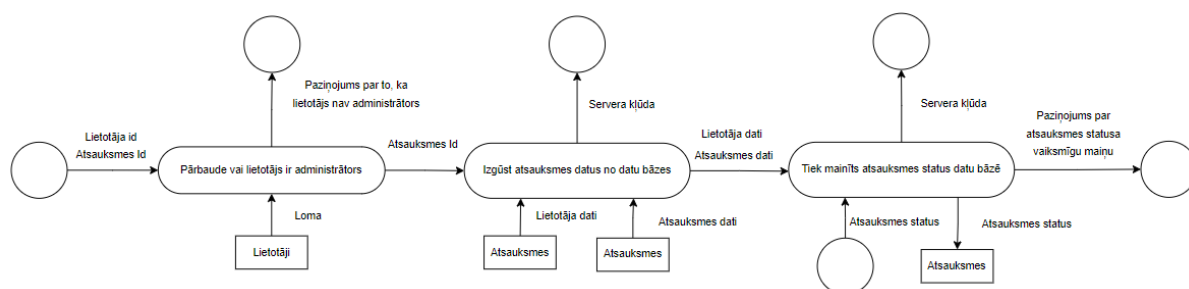 Paziņojums par to, ka
lietotājs nav administrātors
Servera kļūda
Servera kļūda
Lietotāja id
Atsauksmes Id
Atsauksmes Id
Lietotāja dati
Atsauksmes dati
Paziņojums par
atsauksmes statusa
vaiksmīgu maiņu
Pārbaude vai lietotājs ir administrātors
Izgūst atsauksmes datus no datu bāzes
Tiek mainīts atsauksmes status datu bāzē
Loma
Lietotāja dati
Atsauksmes dati
Atsauksmes status
Atsauksmes status
Lietotāji
Atsauksmes
Atsauksmes
Atsauksmes